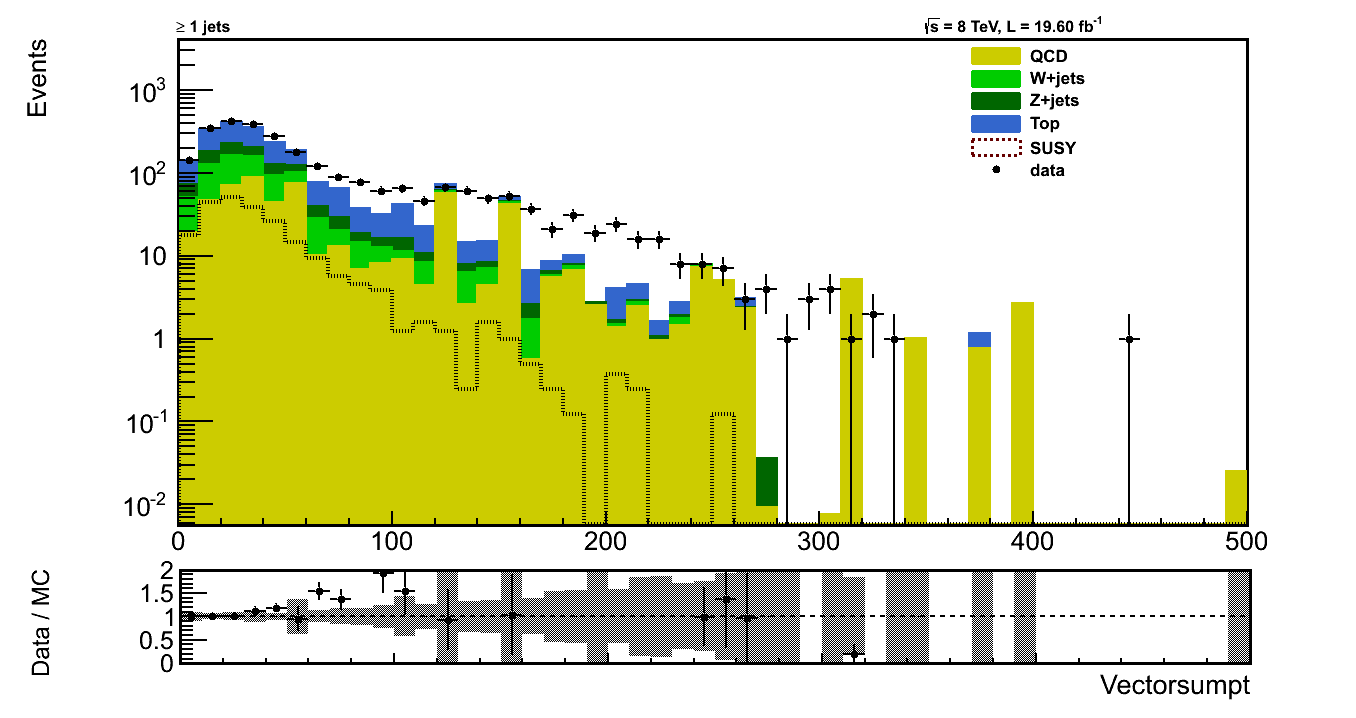 ≥ 1 jets
√s = 8 TeV, L = 19.60 fb⁻¹
Events
10³
10²
10
1
10⁻¹
10⁻²
QCD
W+jets
Z+jets
Top
SUSY
data
0 100 200 300 400 500
Data / MC
2
1.5
1
0.5
0
Vectorsumpt